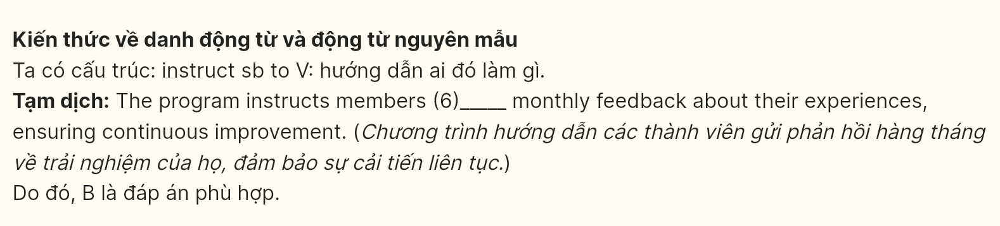 Kiến thức về danh động từ và động từ nguyên mẫu
Ta có cấu trúc: instruct sb to V: hướng dẫn ai đó làm gì.
Tạm dịch: The program instructs members (6)_____ monthly feedback about their experiences,
ensuring continuous improvement. (Chương trình hướng dẫn các thành viên gửi phản hồi hàng tháng
về trải nghiệm của họ, đảm bảo sự cải tiến liên tục.)
Do đó, B là đáp án phù hợp.